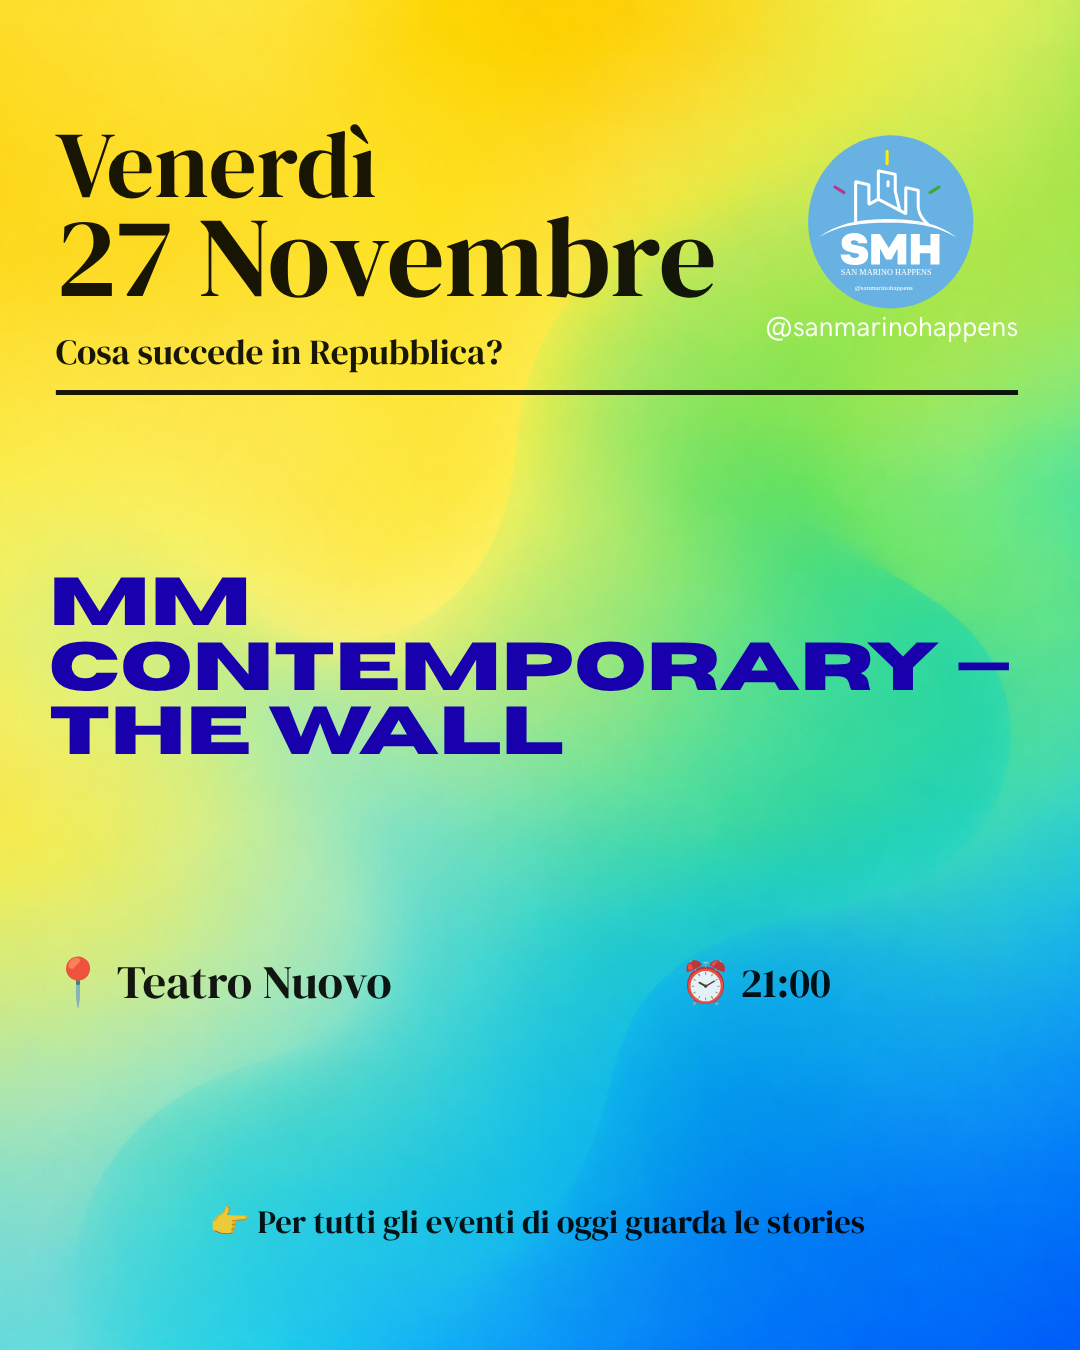 Venerdì
27 Novembre
Cosa succede in Repubblica?
SMH
SAN MARINO HAPPENS
@sanmarinohappens
@sanmarinohappens
MM
CONTEMPORARY –
THE WALL
📍 Teatro Nuovo
⏰ 21:00
👉 Per tutti gli eventi di oggi guarda le stories